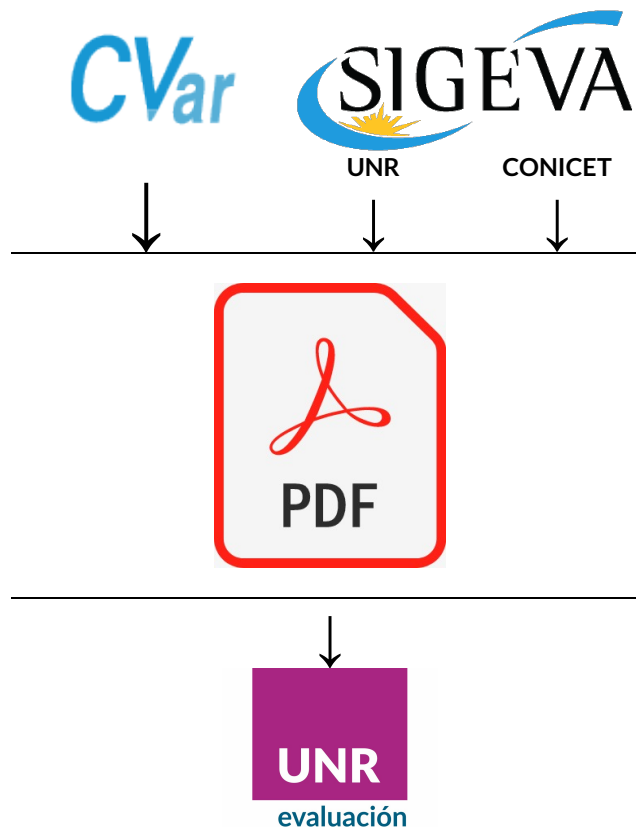 CVar
SIGEVA
UNR CONICET
PDF
UNR
evaluación